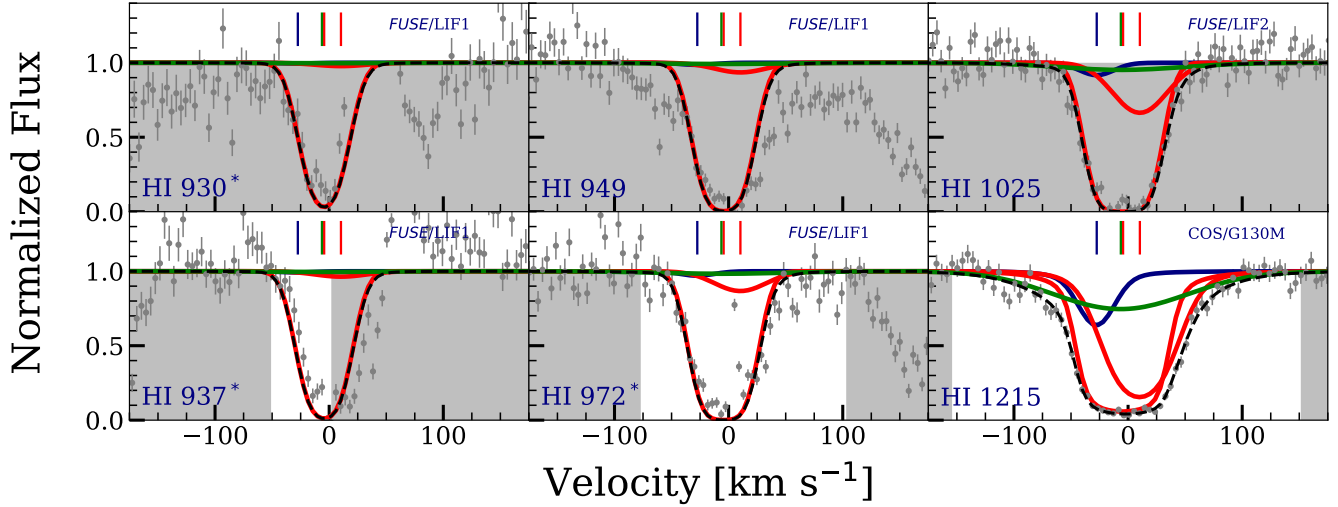 Normalized Flux
1.0
0.5
0.0
FUSE/LIF1
HI 930*
FUSE/LIF1
HI 949
FUSE/LIF2
HI 1025
1.0
0.5
0.0
FUSE/LIF1
HI 937*
FUSE/LIF1
HI 972*
COS/G130M
HI 1215
−100 0 100
−100 0 100
−100 0 100
Velocity [km s⁻¹]